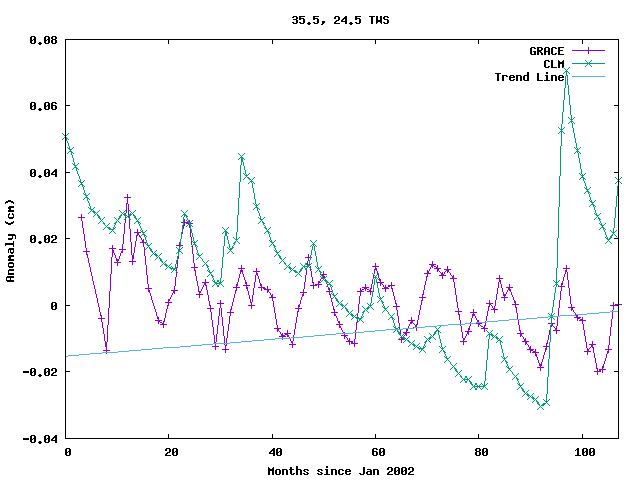 35.5, 24.5 TWS
GRACE
CLM
Trend Line
0.08
0.06
0.04
0.02
0
-0.02
-0.04
Anomaly (cm)
0 20 40 60 80 100
Months since Jan 2002